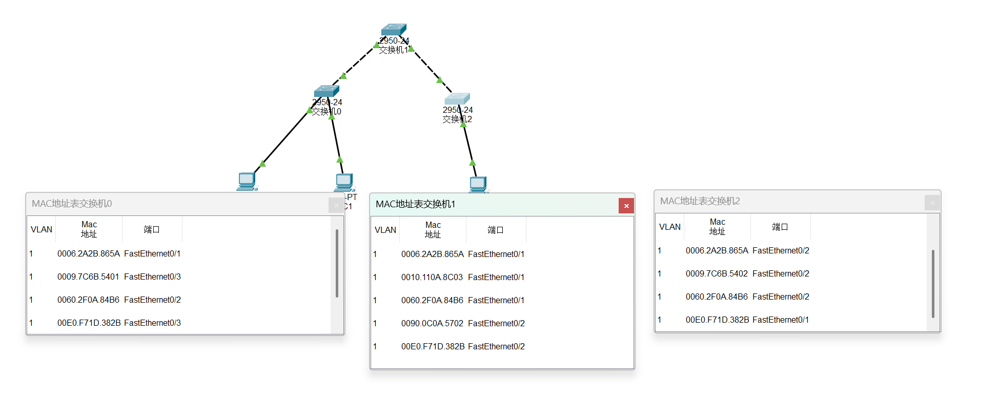 2950-24
交换机1
2950-24
交换机0
2950-24
交换机2
-PT
C1
MAC地址表交换机0
VLAN Mac 地址 端口
1 0006.2A2B.865A FastEthernet0/1
1 0009.7C6B.5401 FastEthernet0/3
1 0060.2F0A.84B6 FastEthernet0/2
1 00E0.F71D.382B FastEthernet0/3
MAC地址表交换机1
VLAN Mac 地址 端口
1 0006.2A2B.865A FastEthernet0/1
1 0010.110A.8C03 FastEthernet0/1
1 0060.2F0A.84B6 FastEthernet0/1
1 0090.0C0A.5702 FastEthernet0/2
1 00E0.F71D.382B FastEthernet0/2
MAC地址表交换机2
VLAN Mac 地址 端口
1 0006.2A2B.865A FastEthernet0/2
1 0009.7C6B.5402 FastEthernet0/2
1 0060.2F0A.84B6 FastEthernet0/2
1 00E0.F71D.382B FastEthernet0/1